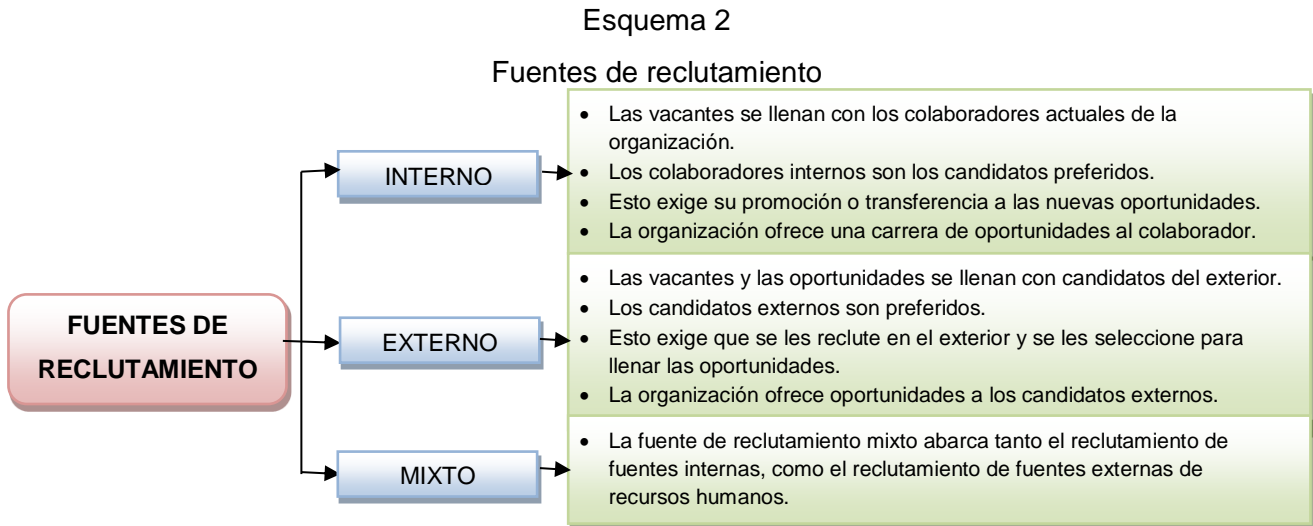 Esquema 2
Fuentes de reclutamiento
FUENTES DE
RECLUTAMIENTO
INTERNO
• Las vacantes se llenan con los colaboradores actuales de la
organización.
• Los colaboradores internos son los candidatos preferidos.
• Esto exige su promoción o transferencia a las nuevas oportunidades.
• La organización ofrece una carrera de oportunidades al colaborador.
EXTERNO
• Las vacantes y las oportunidades se llenan con candidatos del exterior.
• Los candidatos externos son preferidos.
• Esto exige que se les reclute en el exterior y se les seleccione para
llenar las oportunidades.
• La organización ofrece oportunidades a los candidatos externos.
MIXTO
• La fuente de reclutamiento mixto abarca tanto el reclutamiento de
fuentes internas, como el reclutamiento de fuentes externas de
recursos humanos.